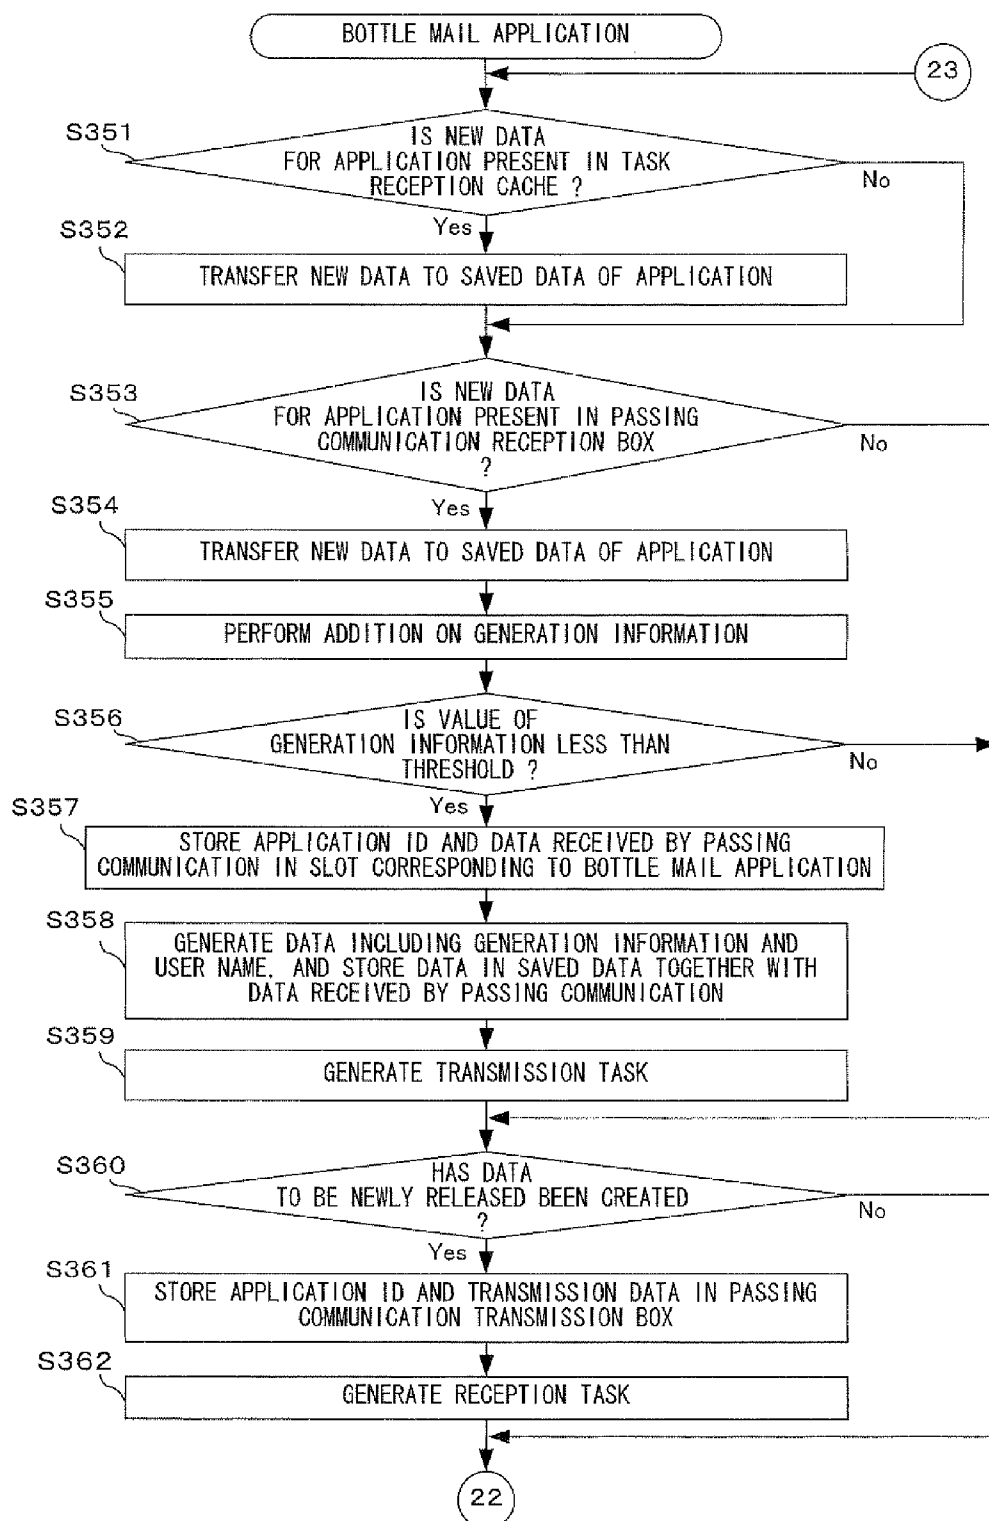 BOTTLE MAIL APPLICATION
23
S351
IS NEW DATA
FOR APPLICATION PRESENT IN TASK
RECEPTION CACHE ?
No
Yes
S352
TRANSFER NEW DATA TO SAVED DATA OF APPLICATION
S353
IS NEW DATA
FOR APPLICATION PRESENT IN PASSING
COMMUNICATION RECEPTION BOX
?
No
Yes
S354
TRANSFER NEW DATA TO SAVED DATA OF APPLICATION
S355
PERFORM ADDITION ON GENERATION INFORMATION
S356
IS VALUE OF
GENERATION INFORMATION LESS THAN
THRESHOLD ?
No
Yes
S357
STORE APPLICATION ID AND DATA RECEIVED BY PASSING
COMMUNICATION IN SLOT CORRESPONDING TO BOTTLE MAIL APPLICATION
S358
GENERATE DATA INCLUDING GENERATION INFORMATION AND
USER NAME, AND STORE DATA IN SAVED DATA TOGETHER WITH
DATA RECEIVED BY PASSING COMMUNICATION
S359
GENERATE TRANSMISSION TASK
S360
HAS DATA
TO BE NEWLY RELEASED BEEN CREATED
?
No
Yes
S361
STORE APPLICATION ID AND TRANSMISSION DATA IN PASSING
COMMUNICATION TRANSMISSION BOX
S362
GENERATE RECEPTION TASK
22